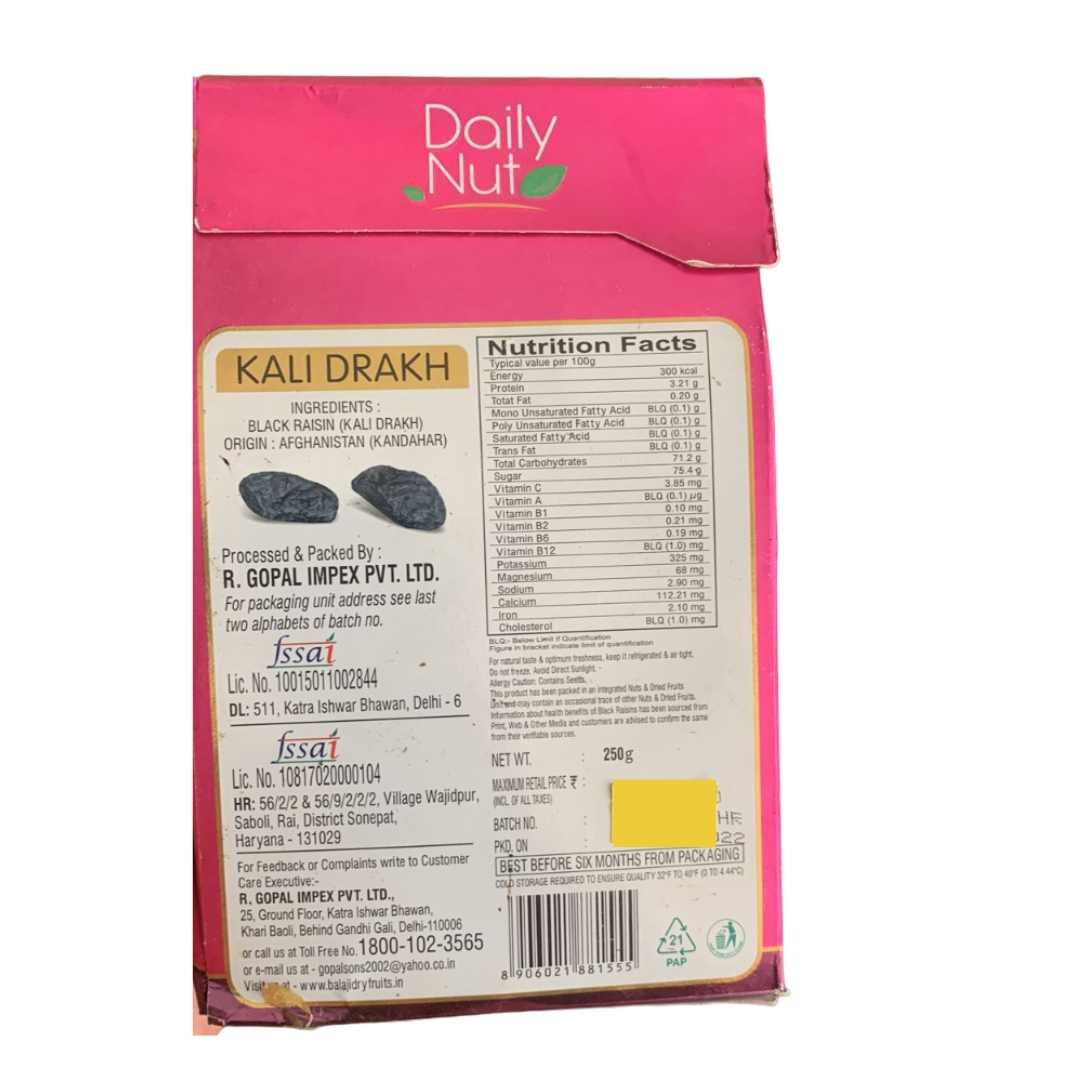 Daily
Nut
KALI DRAKH
INGREDIENTS :
BLACK RAISIN (KALI DRAKH)
ORIGIN : AFGHANISTAN (KANDAHAR)
Processed & Packed By :
R. GOPAL IMPEX PVT. LTD.
For packaging unit address see last
two alphabets of batch no.
fssai
Lic. No. 10015011002844
DL: 511, Katra Ishwar Bhawan, Delhi - 6
fssai
Lic. No. 10817020000104
HR: 56/2/2 & 56/9/2/2/2, Village Wajidpur,
Saboli, Rai, District Sonepat,
Haryana - 131029
For Feedback or Complaints write to Customer
Care Executive:-
R. GOPAL IMPEX PVT. LTD.,
25, Ground Floor, Katra Ishwar Bhawan,
Khari Baoli, Behind Gandhi Gali, Delhi-110006
or call us at Toll Free No. 1800-102-3565
or e-mail us at - gopalsons2002@yahoo.co.in
at - www.balajidryfruits.in
Nutrition Facts
Typical value per 100g
Energy 300 kcal
Protein 3.21 g
Totat Fat 0.20 g
Mono Unsaturated Fatty Acid BLQ (0.1) g
Poly Unsaturated Fatty Acid BLQ (0.1) g
Saturated Fatty Acid BLQ (0.1) g
Trans Fat BLQ (0.1) g
Total Carbohydrates 71.2 g
Sugar 75.4 g
Vitamin C 3.85 mg
Vitamin A BLQ (0.1) µg
Vitamin B1 0.10 mg
Vitamin B2 0.21 mg
Vitamin B6 0.19 mg
Vitamin B12 BLQ (1.0) mg
Potassium 325 mg
Magnesium 68 mg
Sodium 2.90 mg
Calcium 112.21 mg
Iron 2.10 mg
Cholesterol BLQ (1.0) mg
BLQ:- Below Limit if Quantification
Figure in bracket indicate limit of quantification
For natural taste & optimum freshness, keep it refrigerated & air tight.
Do not freeze. Avoid Direct Sunlight. -
Allergy Caution: Contains Seeds.
This product has been packed in an integrated Nuts & Dried Fruits
Unit and may contain an occasional trace of other Nuts & Dried Fruits.
Information about health benefits of Black Raisins has been sourced from
Print, Web & Other Media and customers are advised to confirm the same
from their verifiable sources.
NET WT. : 250g
MAXIMUM RETAIL PRICE ₹ :
(INCL. OF ALL TAXES)
BATCH NO. : HF
PKD. ON 022
BEST BEFORE SIX MONTHS FROM PACKAGING
COLD STORAGE REQUIRED TO ENSURE QUALITY 32°F TO 40°F (0 TO 4.44°C)
8 906021 881555
21
PAP